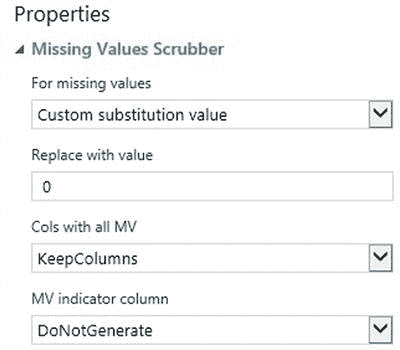 Properties
Missing Values Scrubber
For missing values
Custom substitution value
Replace with value
0
Cols with all MV
KeepColumns
MV indicator column
DoNotGenerate